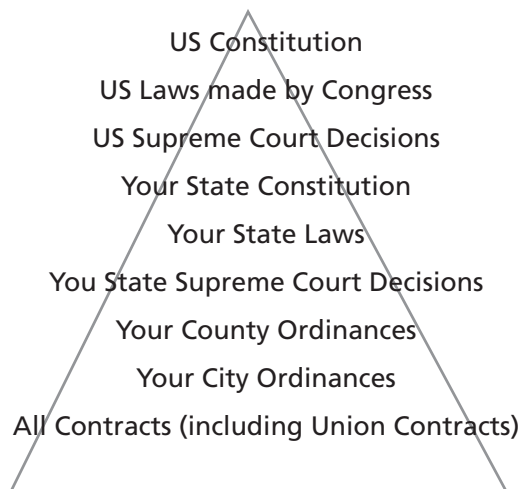 US Constitution
US Laws made by Congress
US Supreme Court Decisions
Your State Constitution
Your State Laws
You State Supreme Court Decisions
Your County Ordinances
Your City Ordinances
All Contracts (including Union Contracts)